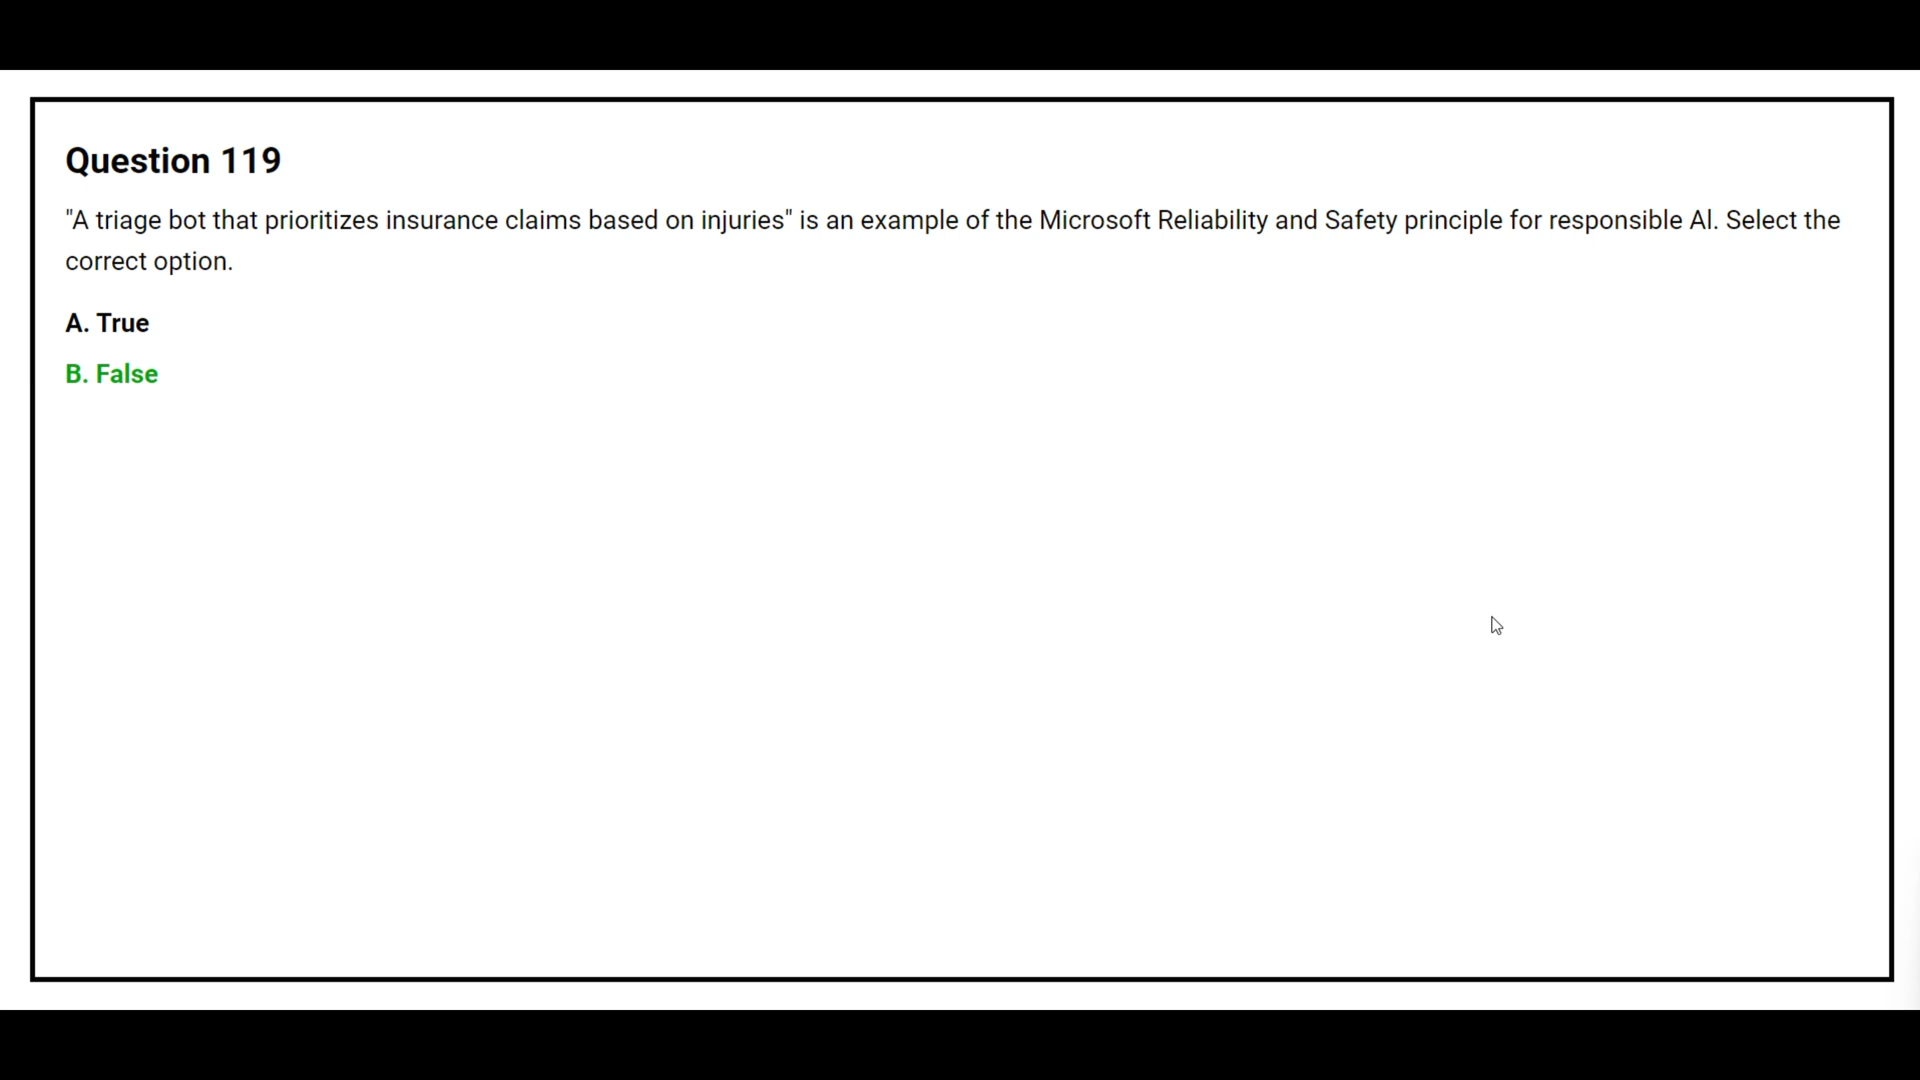 Question 119
"A triage bot that prioritizes insurance claims based on injuries" is an example of the Microsoft Reliability and Safety principle for responsible AI. Select the
correct option.
A. True
B. False